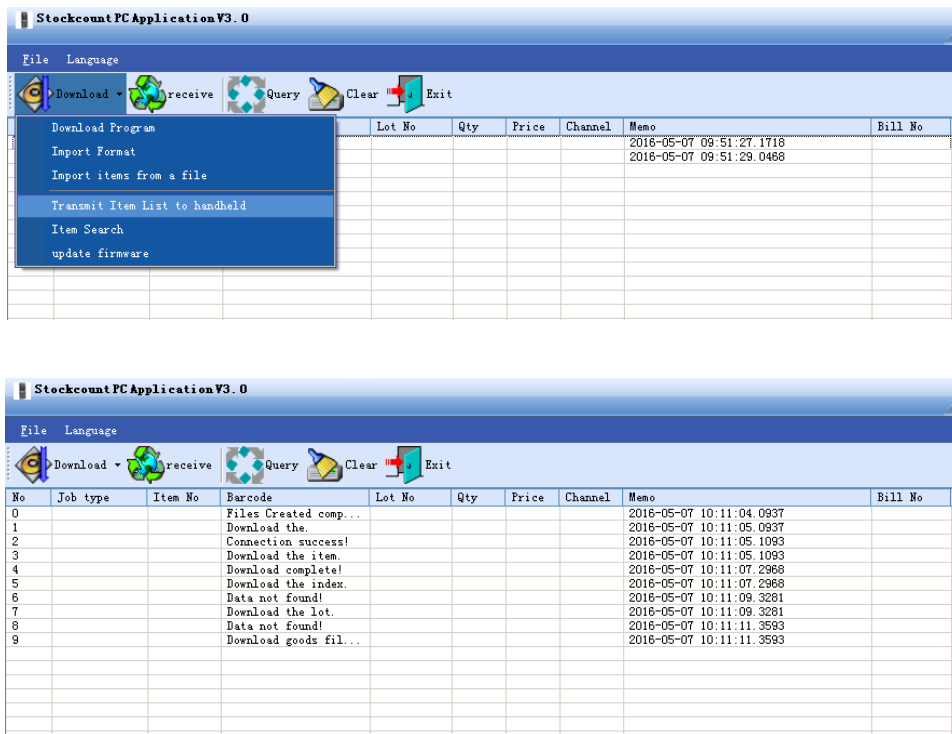 Stockcount PC Application V3.0
File Language
Download receive Query Clear Exit
Lot No Qty Price Channel Memo Bill No
Download Program
2016-05-07 09:51:27.1718
Import Format
2016-05-07 09:51:29.0468
Import items from a file
Transmit Item List to handheld
Item Search
update firmware
Stockcount PC Application V3.0
File Language
Download receive Query Clear Exit
No Job type Item No Barcode Lot No Qty Price Channel Memo Bill No
0 Files Created comp... 2016-05-07 10:11:04.0937
1 Download the. 2016-05-07 10:11:05.0937
2 Connection success! 2016-05-07 10:11:05.1093
3 Download the item. 2016-05-07 10:11:05.1093
4 Download complete! 2016-05-07 10:11:07.2968
5 Download the index. 2016-05-07 10:11:07.2968
6 Data not found! 2016-05-07 10:11:09.3281
7 Download the lot. 2016-05-07 10:11:09.3281
8 Data not found! 2016-05-07 10:11:11.3593
9 Download goods fil... 2016-05-07 10:11:11.3593